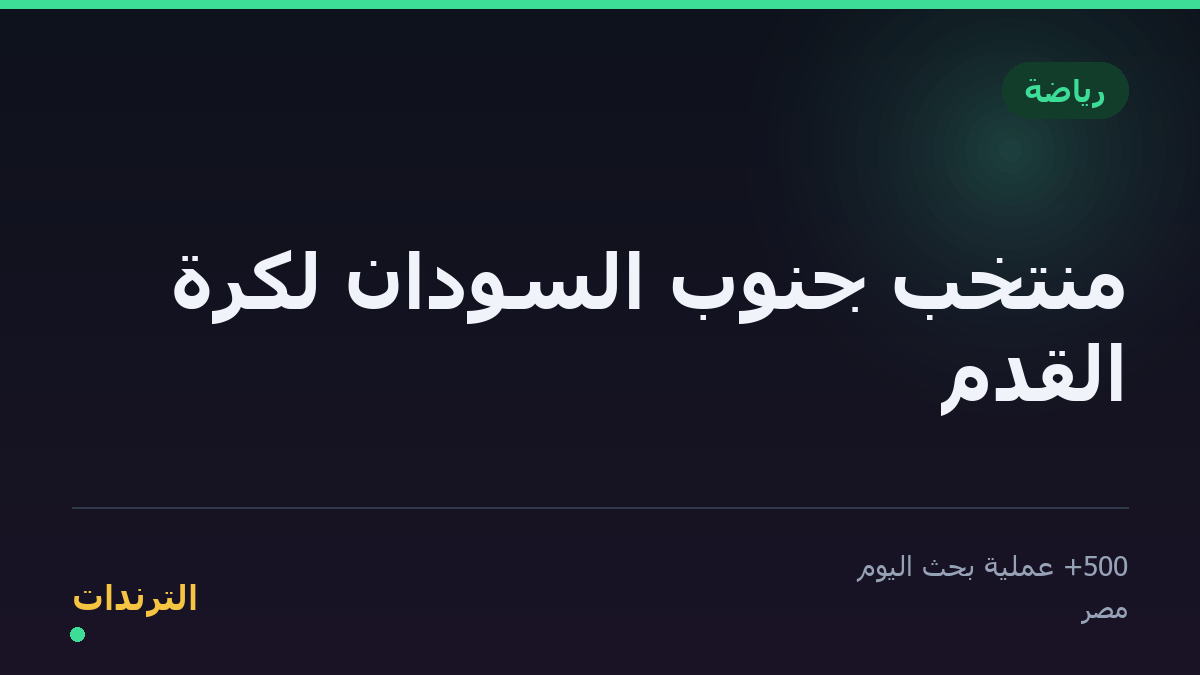 رياضة
منتخب جنوب السودان لكرة
القدم
500+ عملية بحث اليوم
مصر
الترندات